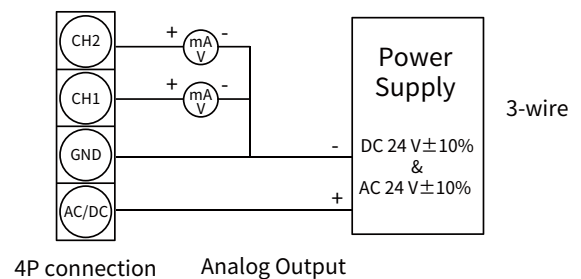 CH2
+
mA
V
-
CH1
+
mA
V
-
GND
AC/DC
-
+
Power
Supply
DC 24 V±10%
&
AC 24 V±10%
3-wire
4P connection
Analog Output